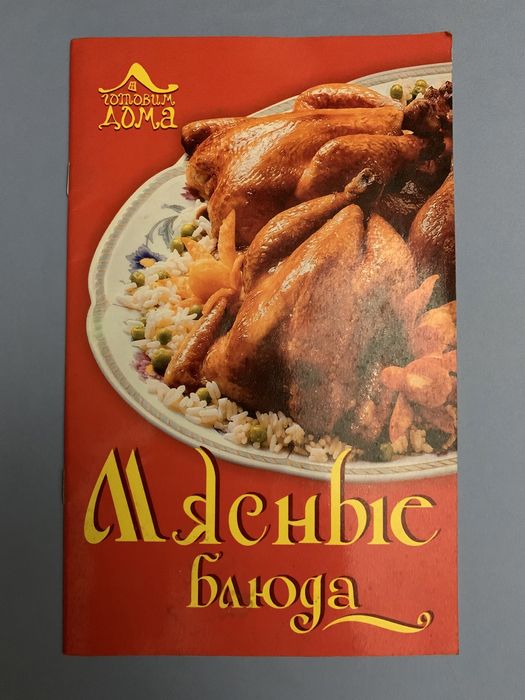 готовим
дома
Мясные
блюда